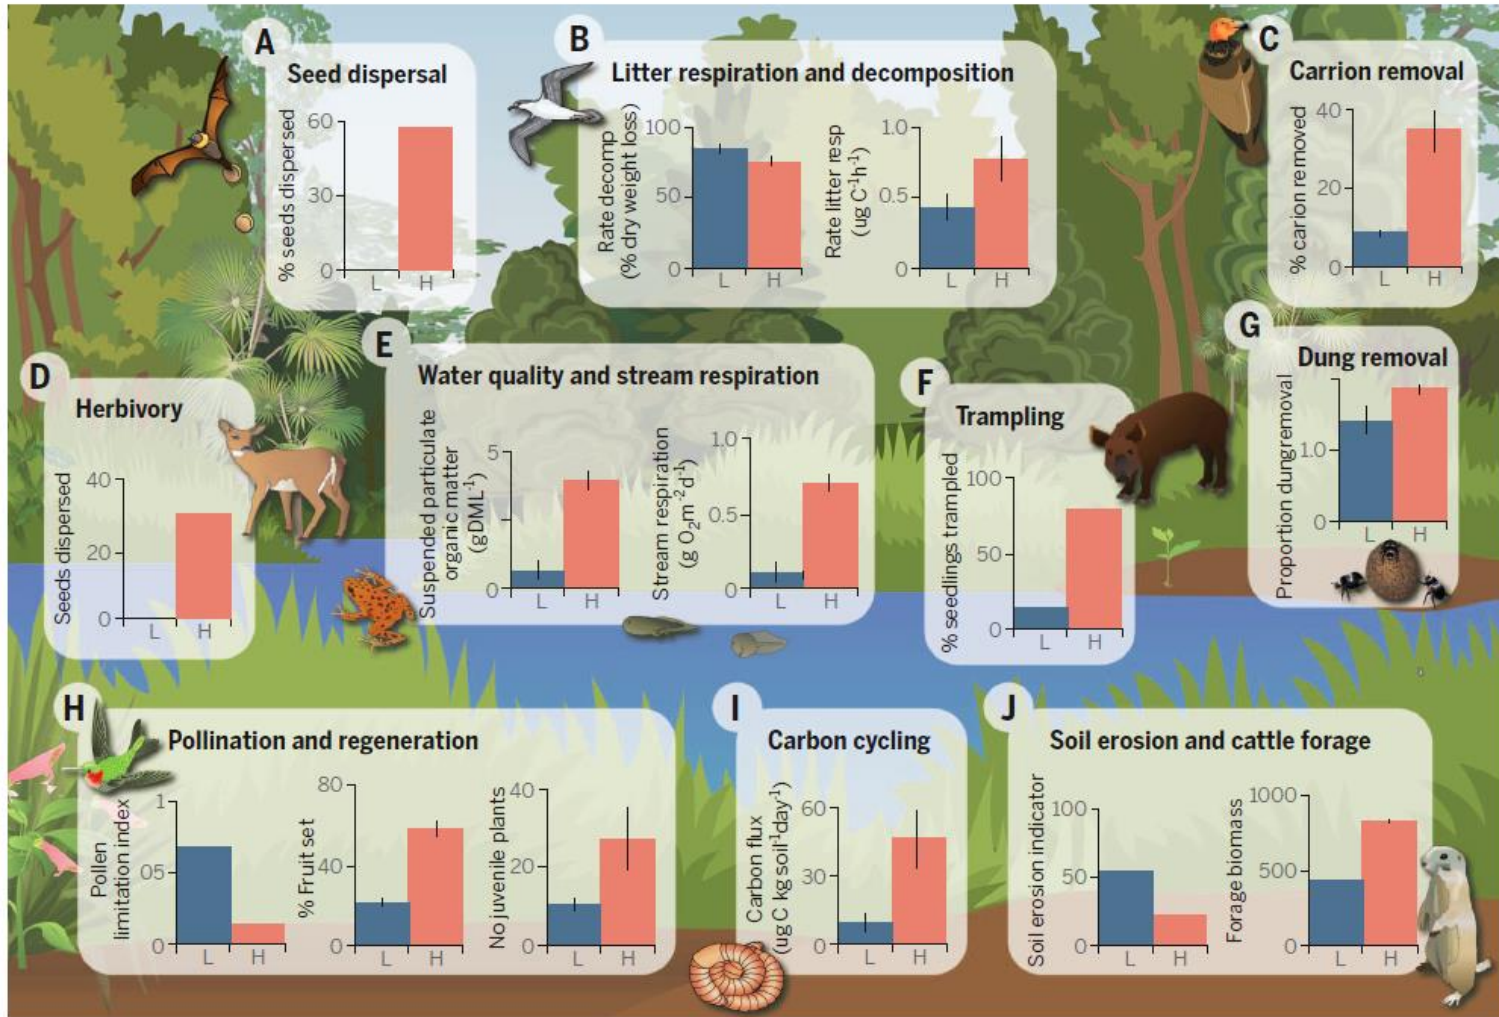 A
Seed dispersal
% seeds dispersed
60
30
0
L
H
B
Litter respiration and decomposition
Rate decomp
(% dry weight loss)
100
50
0
L
H
Rate litter resp
(ug C⁻¹h⁻¹)
1.0
0.5
0
L
H
C
Carrion removal
% carion removed
40
20
0
L
H
D
Herbivory
Seeds dispersed
40
20
0
L
H
E
Water quality and stream respiration
Suspended particulate
organic matter
(gDML⁻¹)
5
0
L
H
Stream respiration
(g O₂m⁻²d⁻¹)
1.0
0.5
0
L
H
F
Trampling
% seedlings trampled
100
50
0
L
H
G
Dung removal
Proportion dungremoval
1.0
0
L
H
H
Pollination and regeneration
Pollen
limitation index
1
05
0
L
H
% Fruit set
80
40
0
L
H
No juvenile plants
40
20
0
L
H
I
Carbon cycling
Carbon flux
(ug C kg soil⁻¹day⁻¹)
60
30
0
L
H
J
Soil erosion and cattle forage
Soil erosion indicator
100
50
0
L
H
Forage biomass
1000
500
0
L
H